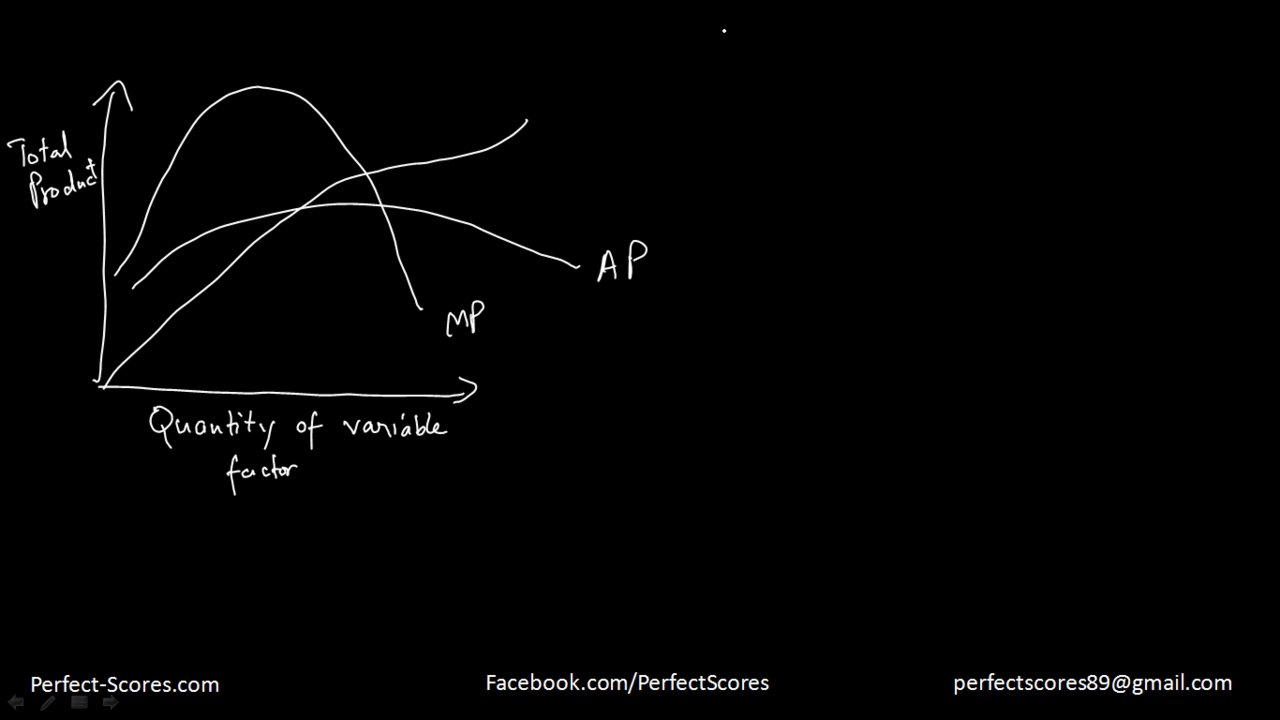 Total
Product
AP
MP
Quantity of variable
factor
Perfect-Scores.com
Facebook.com/PerfectScores
perfectscores89@gmail.com